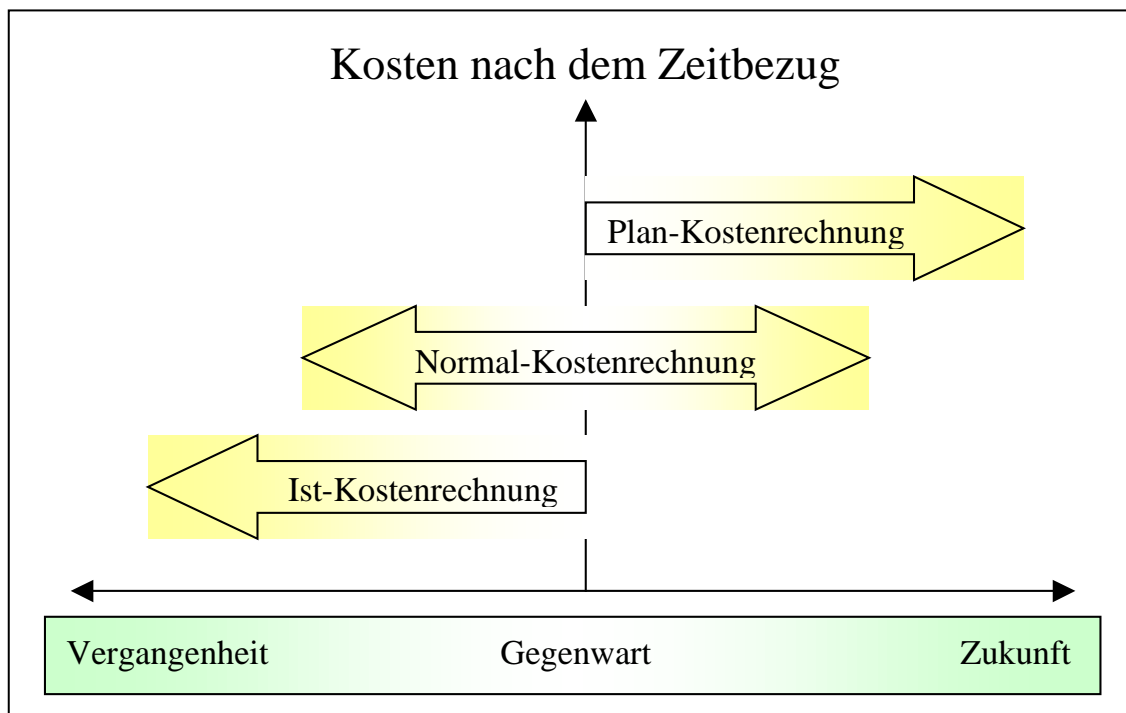 Kosten nach dem Zeitbezug
Plan-Kostenrechnung
Normal-Kostenrechnung
Ist-Kostenrechnung
Vergangenheit Gegenwart Zukunft